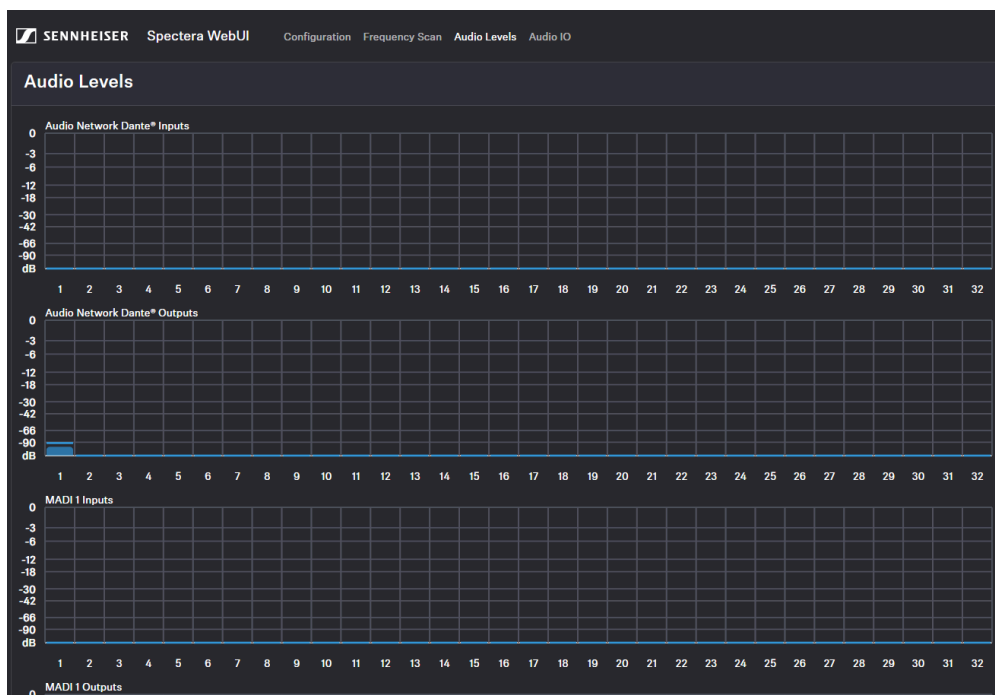 SENNHEISER Spectera WebUI Configuration Frequency Scan Audio Levels Audio IO
Audio Levels
Audio Network Dante® Inputs
0
-3
-6
-12
-18
-30
-42
-66
-90
dB
1 2 3 4 5 6 7 8 9 10 11 12 13 14 15 16 17 18 19 20 21 22 23 24 25 26 27 28 29 30 31 32
Audio Network Dante® Outputs
0
-3
-6
-12
-18
-30
-42
-66
-90
dB
1 2 3 4 5 6 7 8 9 10 11 12 13 14 15 16 17 18 19 20 21 22 23 24 25 26 27 28 29 30 31 32
MADI 1 Inputs
0
-3
-6
-12
-18
-30
-42
-66
-90
dB
1 2 3 4 5 6 7 8 9 10 11 12 13 14 15 16 17 18 19 20 21 22 23 24 25 26 27 28 29 30 31 32
MADI 1 Outputs
0